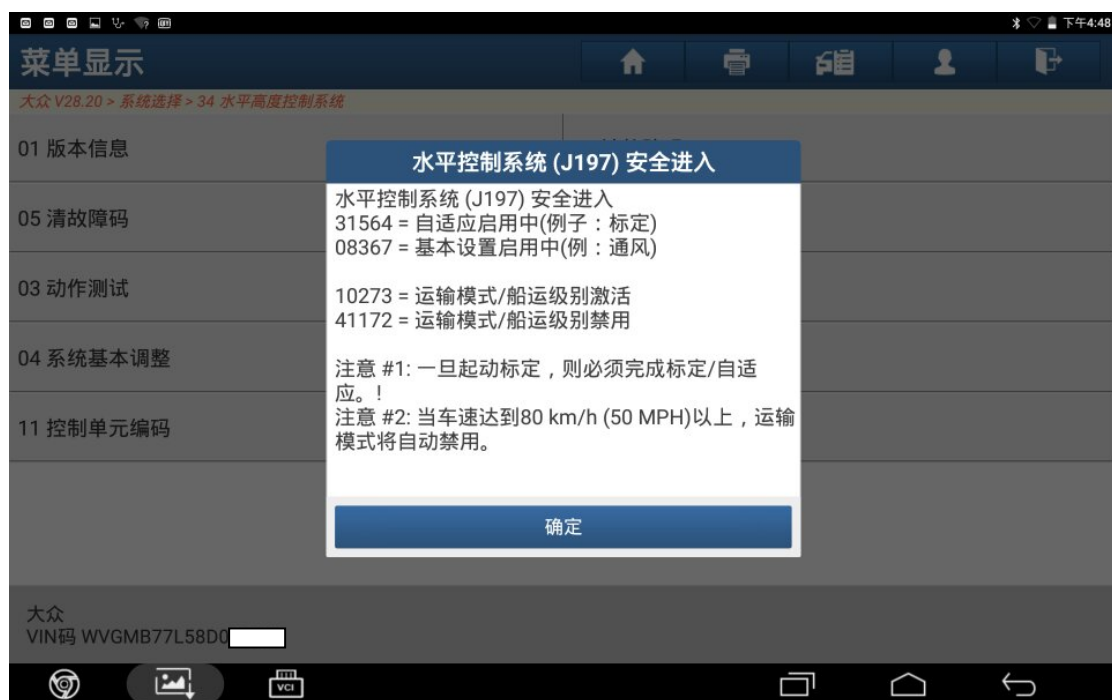 下午4:48
菜单显示
大众 V28.20 > 系统选择 > 34 水平高度控制系统
01 版本信息
05 清故障码
03 动作测试
04 系统基本调整
11 控制单元编码
水平控制系统 (J197) 安全进入
水平控制系统 (J197) 安全进入
31564 = 自适应启用中(例子：标定)
08367 = 基本设置启用中(例：通风)
10273 = 运输模式/船运级别激活
41172 = 运输模式/船运级别禁用
注意 #1: 一旦起动标定，则必须完成标定/自适
应。!
注意 #2: 当车速达到80 km/h (50 MPH)以上，运输
模式将自动禁用。
确定
大众
VIN码 WVGMB77L58D0
VCI